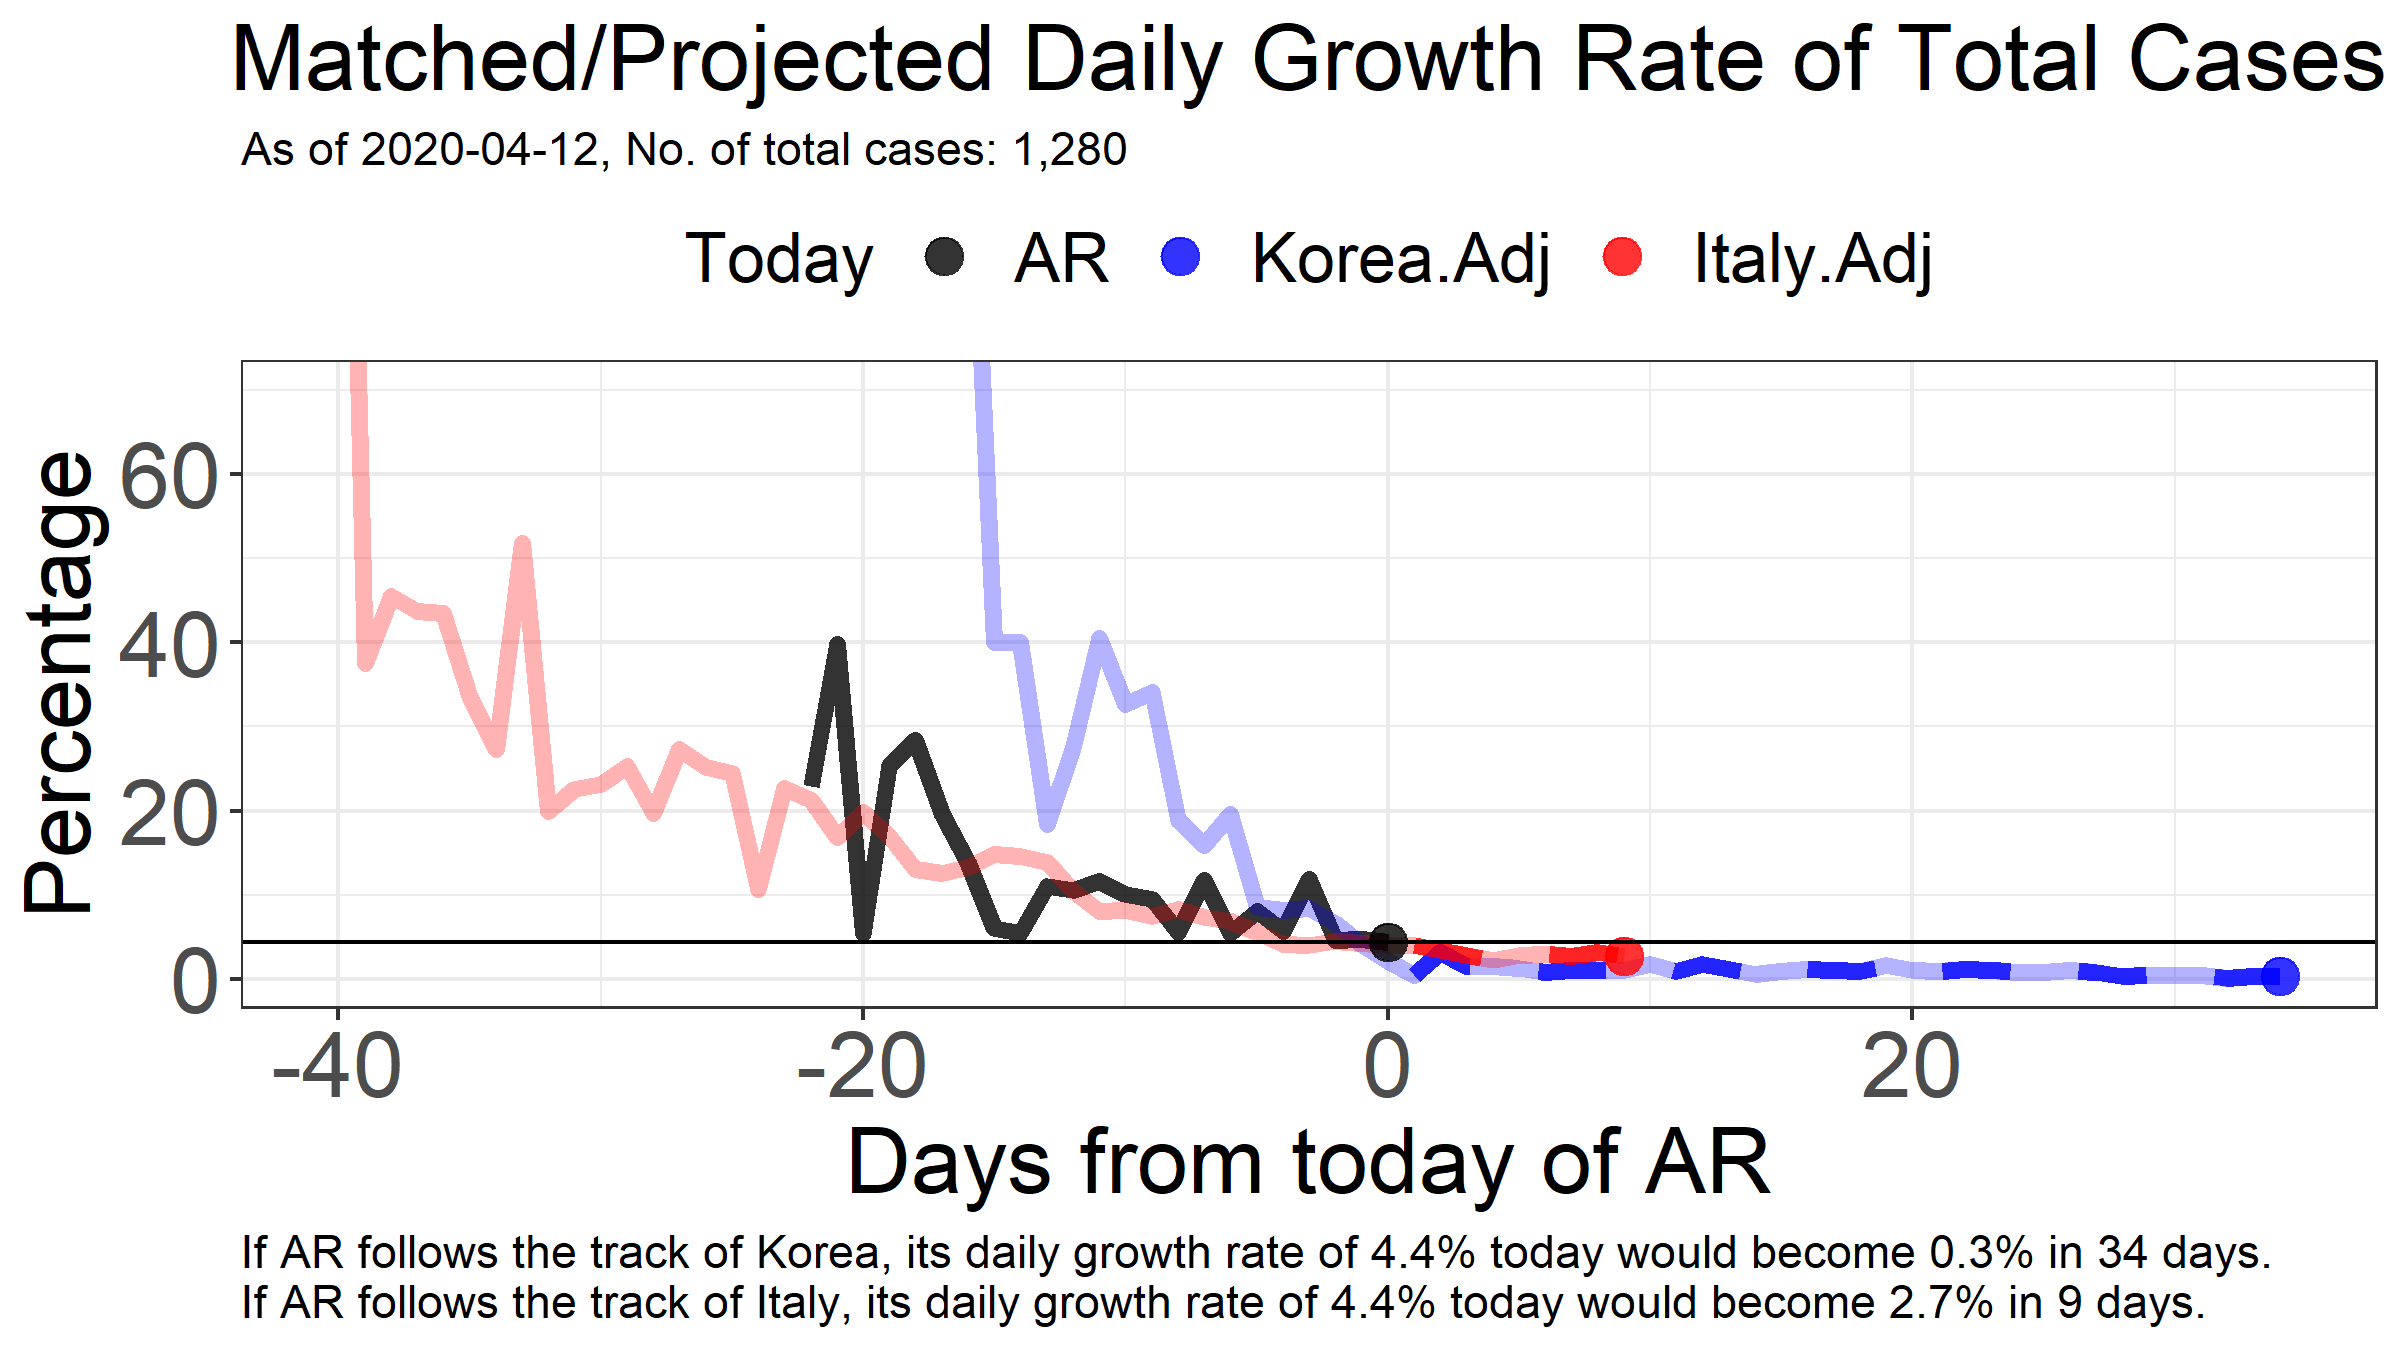 Matched/Projected Daily Growth Rate of Total Cases
As of 2020-04-12, No. of total cases: 1,280
Today AR Korea.Adj Italy.Adj
Percentage
60
40
20
0
-40 -20 0 20
Days from today of AR
If AR follows the track of Korea, its daily growth rate of 4.4% today would become 0.3% in 34 days.
If AR follows the track of Italy, its daily growth rate of 4.4% today would become 2.7% in 9 days.